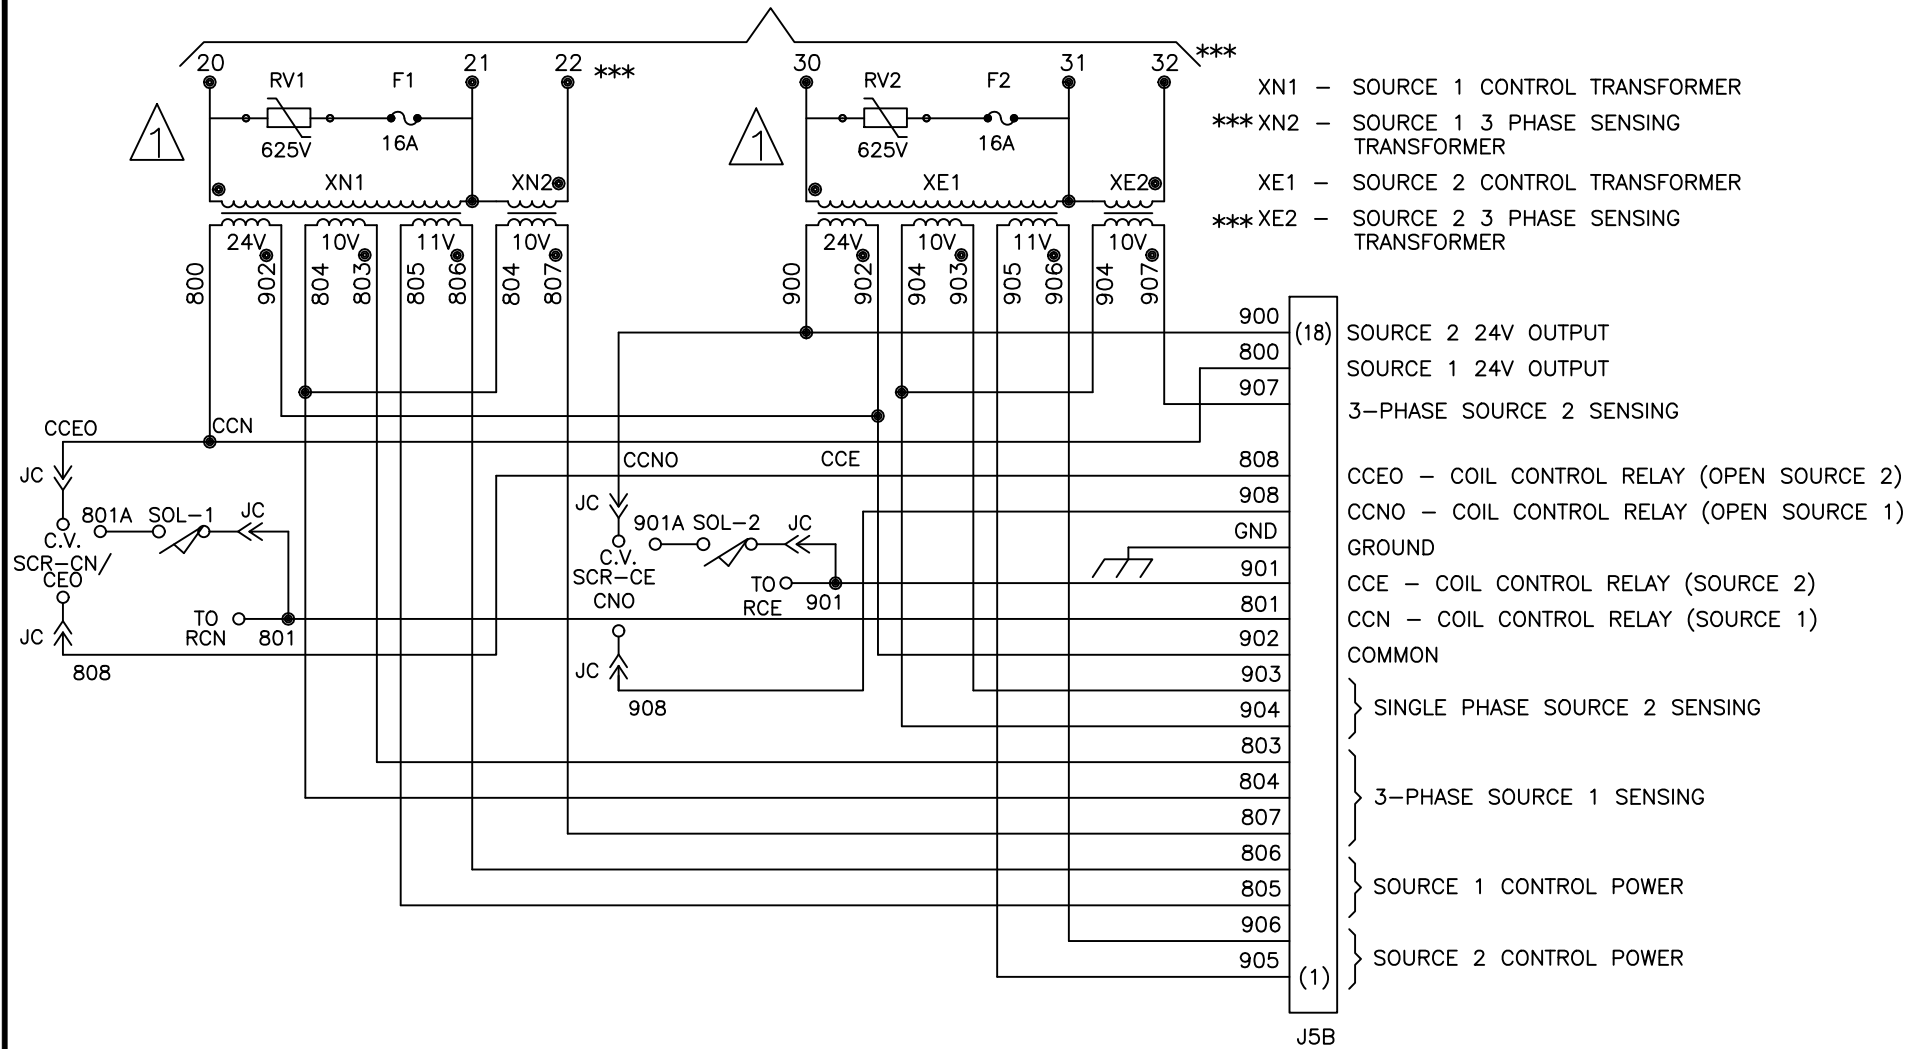 20
RV1
F1
21
22
***
30
RV2
F2
31
32
***
1
625V
16A
1
625V
16A
XN1
XN2
XE1
XE2
XN1 – SOURCE 1 CONTROL TRANSFORMER
*** XN2 – SOURCE 1 3 PHASE SENSING
TRANSFORMER
XE1 – SOURCE 2 CONTROL TRANSFORMER
*** XE2 – SOURCE 2 3 PHASE SENSING
TRANSFORMER
24V
10V
11V
10V
24V
10V
11V
10V
800
902
804
803
805
806
804
807
900
902
904
903
905
906
904
907
900
(18)
SOURCE 2 24V OUTPUT
800
SOURCE 1 24V OUTPUT
907
3–PHASE SOURCE 2 SENSING
CCEO
CCN
CCNO
CCE
808
CCEO – COIL CONTROL RELAY (OPEN SOURCE 2)
908
CCNO – COIL CONTROL RELAY (OPEN SOURCE 1)
GND
GROUND
901
CCE – COIL CONTROL RELAY (SOURCE 2)
801
CCN – COIL CONTROL RELAY (SOURCE 1)
902
COMMON
903
904
SINGLE PHASE SOURCE 2 SENSING
803
804
807
3–PHASE SOURCE 1 SENSING
806
805
SOURCE 1 CONTROL POWER
906
905
SOURCE 2 CONTROL POWER
(1)
J5B
JC
801A
SOL–1
JC
C.V.
SCR–CN/
CEO
TO
RCN
801
JC
808
JC
901A
SOL–2
JC
C.V.
SCR–CE
CNO
TO
RCE
901
JC
908